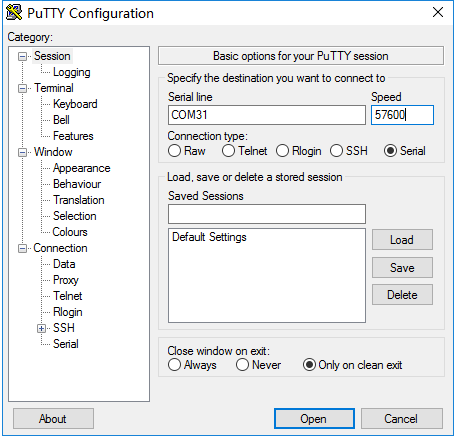 PuTTY Configuration
Category:
Session
Logging
Terminal
Keyboard
Bell
Features
Window
Appearance
Behaviour
Translation
Selection
Colours
Connection
Data
Proxy
Telnet
Rlogin
SSH
Serial
Basic options for your PuTTY session
Specify the destination you want to connect to
Serial line Speed
COM31 57600
Connection type:
Raw Telnet Rlogin SSH Serial
Load, save or delete a stored session
Saved Sessions
Default Settings
Load
Save
Delete
Close window on exit:
Always Never Only on clean exit
About Open Cancel